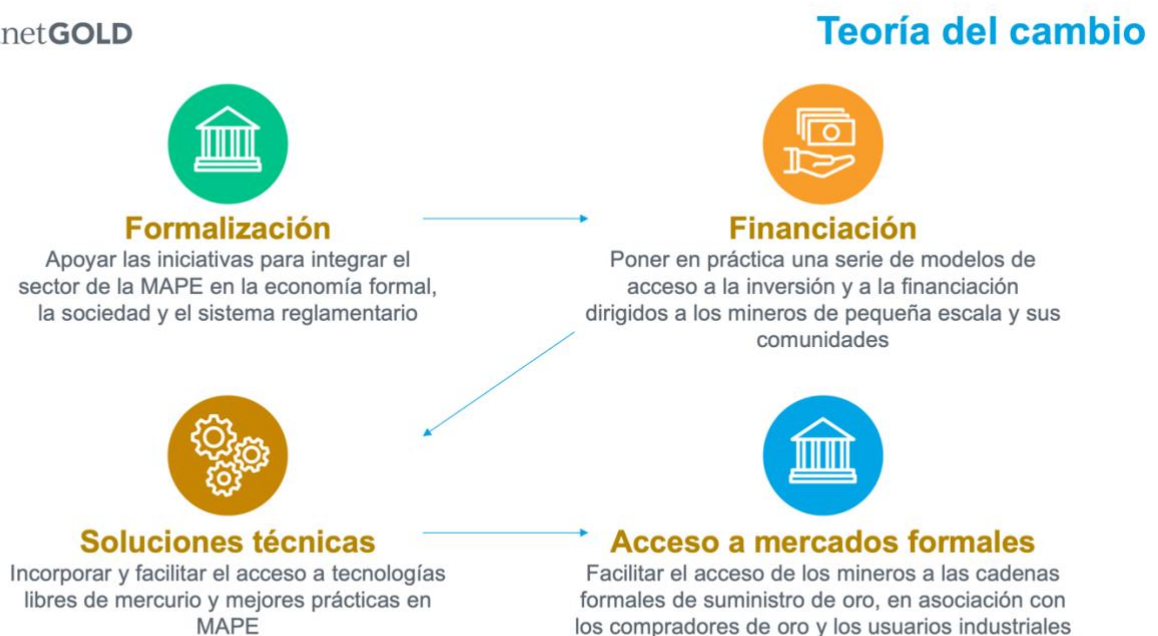 netGOLD
Teoría del cambio
Formalización
Apoyar las iniciativas para integrar el
sector de la MAPE en la economía formal,
la sociedad y el sistema reglamentario
Financiación
Poner en práctica una serie de modelos de
acceso a la inversión y a la financiación
dirigidos a los mineros de pequeña escala y sus
comunidades
Soluciones técnicas
Incorporar y facilitar el acceso a tecnologías
libres de mercurio y mejores prácticas en
MAPE
Acceso a mercados formales
Facilitar el acceso de los mineros a las cadenas
formales de suministro de oro, en asociación con
los compradores de oro y los usuarios industriales